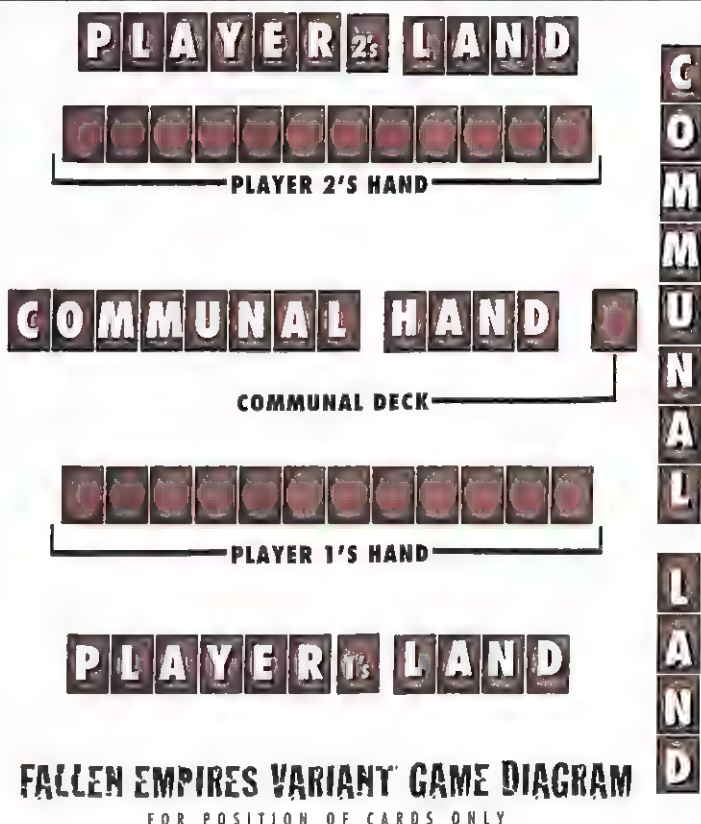 PLAYER 2's LAND
PLAYER 2'S HAND
COMMUNAL HAND
COMMUNAL DECK
PLAYER 1'S HAND
PLAYER 1's LAND
COMMUNAL LAND
FALLEN EMPIRES VARIANT GAME DIAGRAM
FOR POSITION OF CARDS ONLY